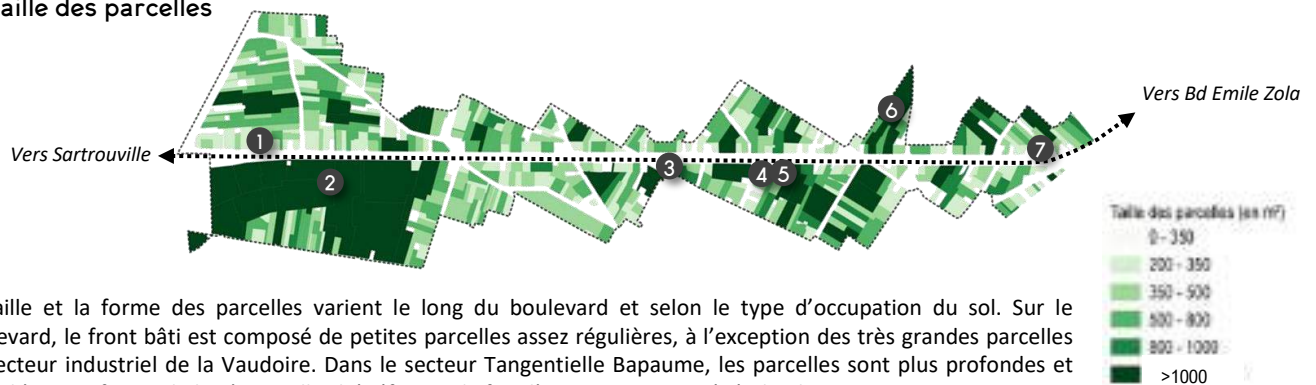 aille des parcelles
Vers Bd Emile Zola
Vers Sartrouville
1
2
3
4
5
6
7
Taille des parcelles (en m²)
0 - 350
200 - 350
350 - 500
500 - 800
800 - 1000
>1000
aille et la forme des parcelles varient le long du boulevard et selon le type d’occupation du sol. Sur le
evard, le front bâti est composé de petites parcelles assez régulières, à l’exception des très grandes parcelles
ecteur industriel de la Vaudoire. Dans le secteur Tangentielle Bapaume, les parcelles sont plus profondes et